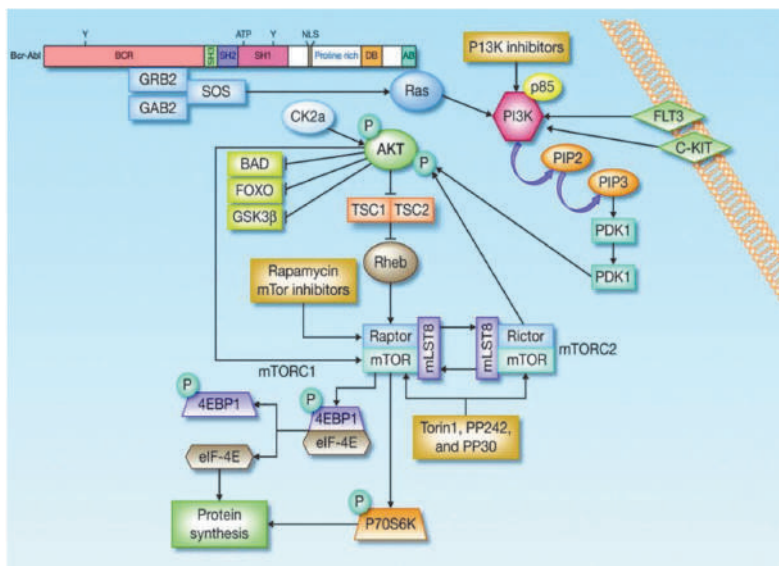 Y
ATP
Y
NLS
Bcr-Abl
BCR
SH3
SH2
SH1
Proline rich
DB
AB
GRB2
SOS
GAB2
Ras
P13K inhibitors
p85
PI3K
FLT3
C-KIT
CK2a
P
AKT
P
BAD
FOXO
GSK3β
TSC1
TSC2
PIP2
PIP3
PDK1
PDK1
Rheb
Rapamycin
mTor inhibitors
Raptor
mTOR
mLST8
mLST8
Rictor
mTOR
mTORC2
mTORC1
P
4EBP1
P
4EBP1
eIF-4E
eIF-4E
Torin1, PP242,
and PP30
Protein
synthesis
P
P70S6K